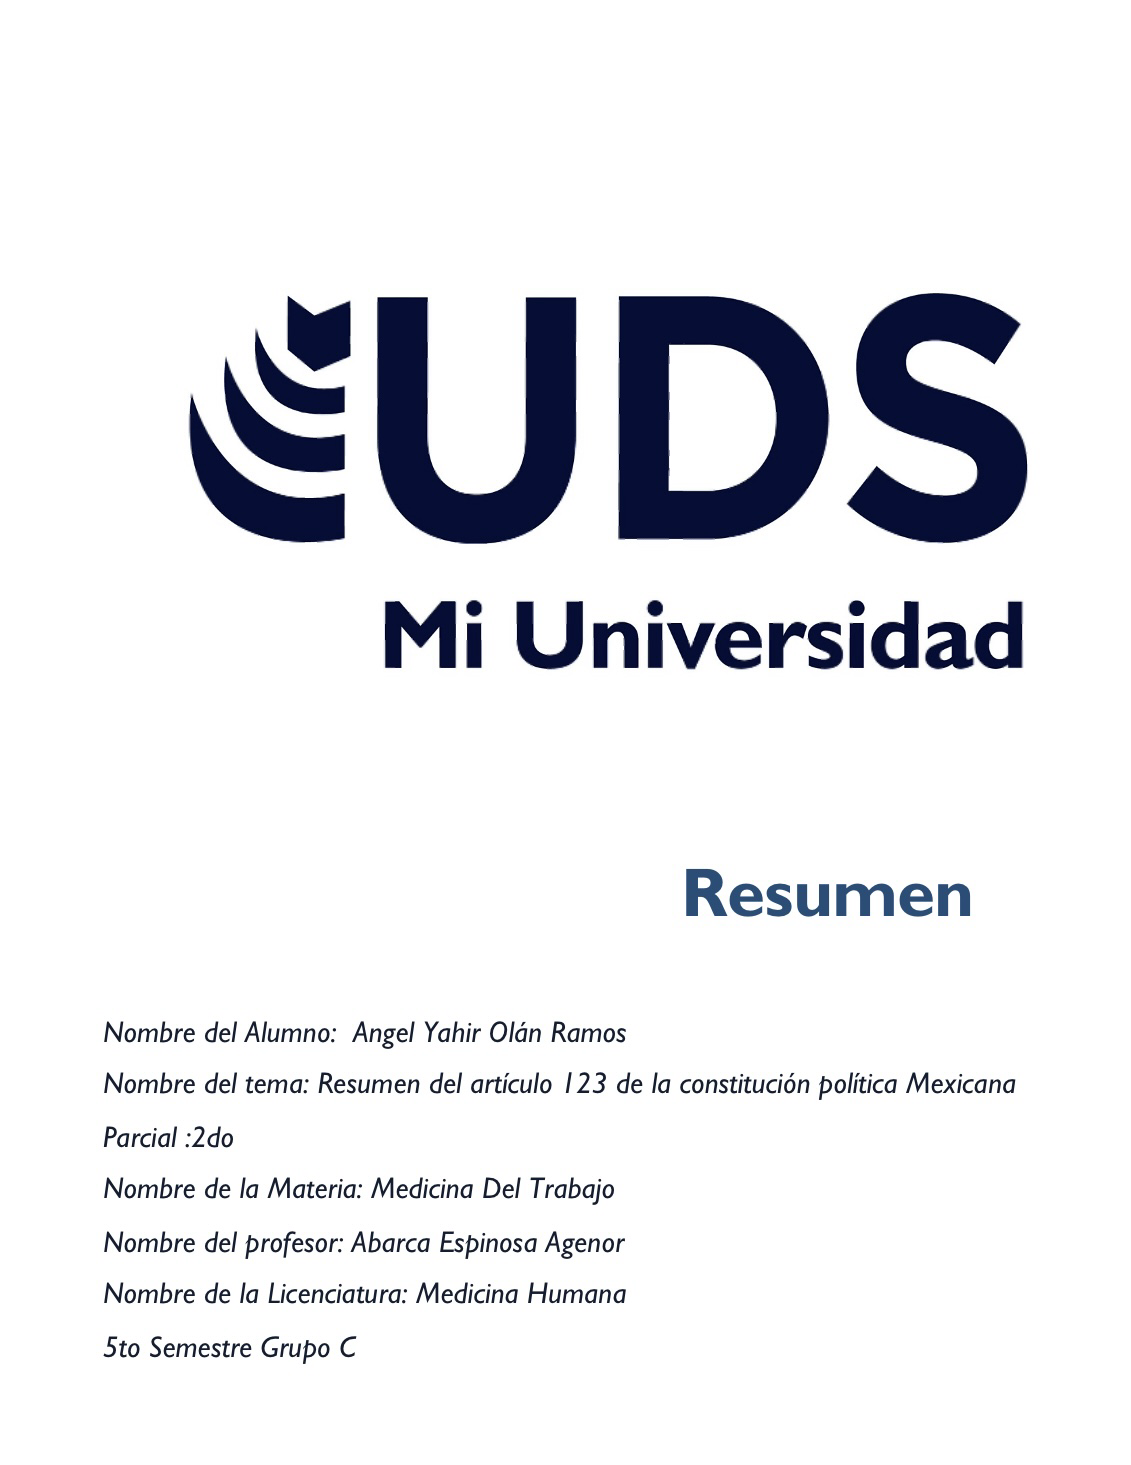 UDS
Mi Universidad
Resumen
Nombre del Alumno: Angel Yahir Olán Ramos
Nombre del tema: Resumen del artículo 123 de la constitución política Mexicana
Parcial :2do
Nombre de la Materia: Medicina Del Trabajo
Nombre del profesor: Abarca Espinosa Agenor
Nombre de la Licenciatura: Medicina Humana
5to Semestre Grupo C